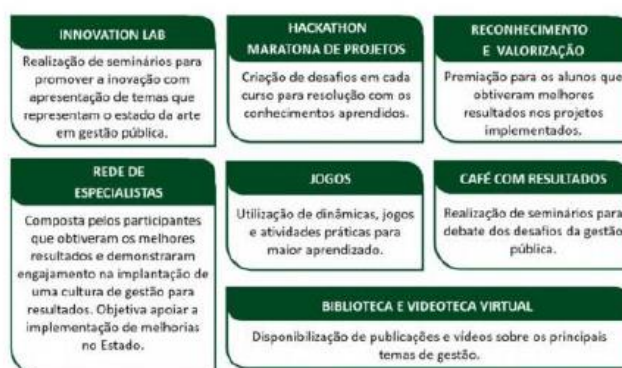 INNOVATION LAB
Realização de seminários para
promover a inovação com
apresentação de temas que
representam o estado da arte
em gestão pública.
HACKATHON
MARATONA DE PROJETOS
Criação de desafios em cada
curso para resolução com os
conhecimentos aprendidos.
RECONHECIMENTO
E VALORIZAÇÃO
Premiação para os alunos que
obtiveram melhores
resultados nos projetos
implementados.
REDE DE
ESPECIALISTAS
Composta pelos participantes
que obtiveram os melhores
resultados e demonstraram
engajamento na implantação de
uma cultura de gestão para
resultados. Objetiva apoiar a
implementação de melhorias
no Estado.
JOGOS
Utilização de dinâmicas, jogos
e atividades práticas para
maior aprendizado.
CAFÉ COM RESULTADOS
Realização de seminários para
debate dos desafios da gestão
pública.
BIBLIOTECA E VIDEOTECA VIRTUAL
Disponibilização de publicações e vídeos sobre os principais
temas de gestão.